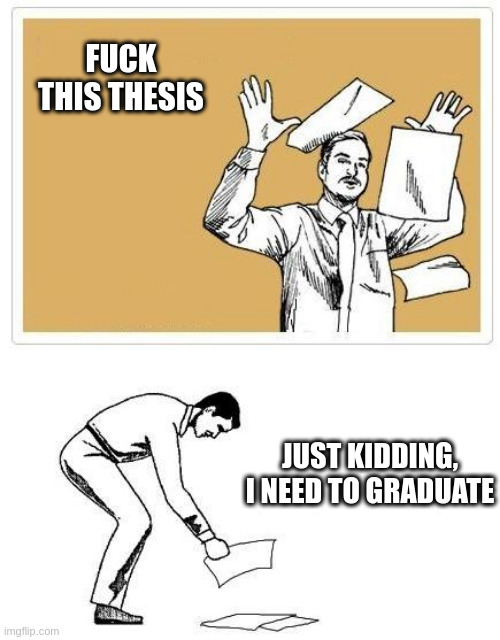 FUCK
THIS THESIS
JUST KIDDING,
I NEED TO GRADUATE
imgflip.com